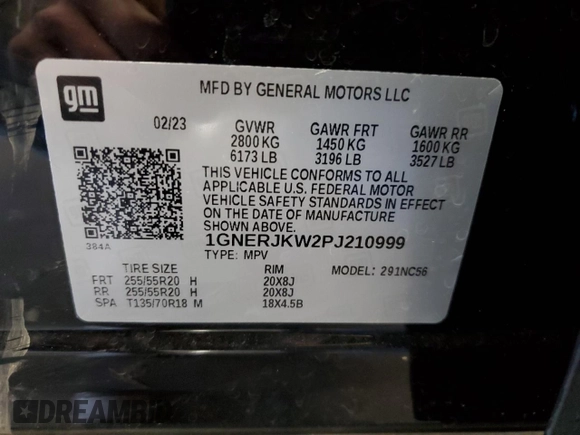 gm
MFD BY GENERAL MOTORS LLC
02/23 GVWR GAWR FRT GAWR RR
2800 KG 1450 KG 1600 KG
6173 LB 3196 LB 3527 LB
THIS VEHICLE CONFORMS TO ALL
APPLICABLE U.S. FEDERAL MOTOR
VEHICLE SAFETY STANDARDS IN EFFECT
ON THE DATE OF MANUFACTURE
SHOWN ABOVE.
384A 1GNERJKW2PJ210999
TYPE: MPV
TIRE SIZE RIM MODEL: 291NC56
FRT 255/55R20 H 20X8J
RR 255/55R20 H 20X8J
SPA T135/70R18 M 18X4.5B